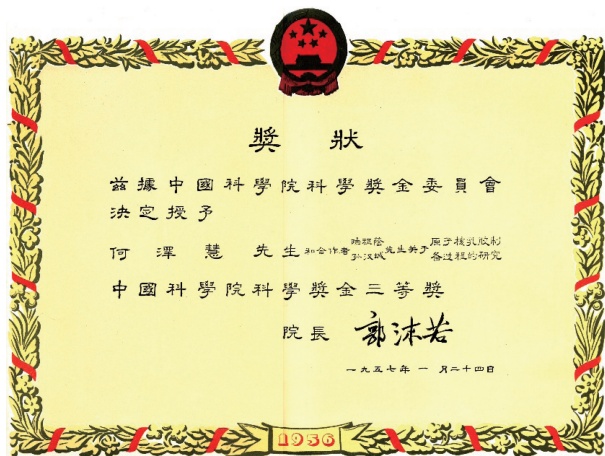 獎狀
茲據中國科學院科學獎金委員會
決定授予
何澤慧先生和合作者陸祖蔭孫汉城先生关于原子核乳胶制备过程的研究
中國科學院科學獎金三等獎
院長 郭沫若
一九五七年一月二十四日
1956